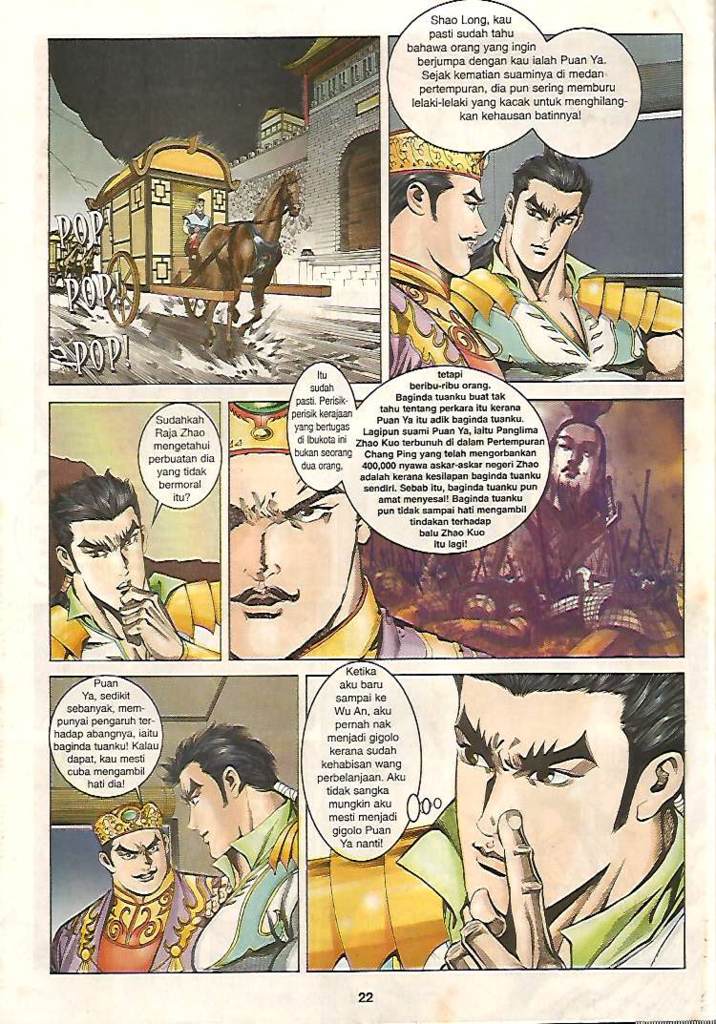 Shao Long, kau
pasti sudah tahu
bahawa orang yang ingin
berjumpa dengan kau ialah Puan Ya.
Sejak kematian suaminya di medan
pertempuran, dia pun sering memburu
lelaki-lelaki yang kacak untuk menghilang-
kan kehausan batinnya!
POP
POP
POP!
Sudahkah
Raja Zhao
mengetahui
perbuatan dia
yang tidak
bermoral
itu?
Itu
sudah
pasti. Perisik-
perisik kerajaan
yang bertugas
di Ibukota ini
bukan seorang
dua orang,
tetapi
beribu-ribu orang.
Baginda tuanku buat tak
tahu tentang perkara itu kerana
Puan Ya itu adik baginda tuanku.
Lagipun suami Puan Ya, iaitu Panglima
Zhao Kuo terbunuh di dalam Pertempuran
Chang Ping yang telah mengorbankan
400,000 nyawa askar-askar negeri Zhao
adalah kerana kesilapan baginda tuanku
sendiri. Sebab itu, baginda tuanku pun
amat menyesal! Baginda tuanku
pun tidak sampai hati mengambil
tindakan terhadap
balu Zhao Kuo
itu lagi!
Puan
Ya, sedikit
sebanyak, mem-
punyai pengaruh ter-
hadap abangnya, iaitu
baginda tuanku! Kalau
dapat, kau mesti
cuba mengambil
hati dia!
Ketika
aku baru
sampai ke
Wu An, aku
pernah nak
menjadi gigolo
kerana sudah
kehabisan wang
perbelanjaan. Aku
tidak sangka
mungkin aku
mesti menjadi
gigolo Puan
Ya nanti!
22